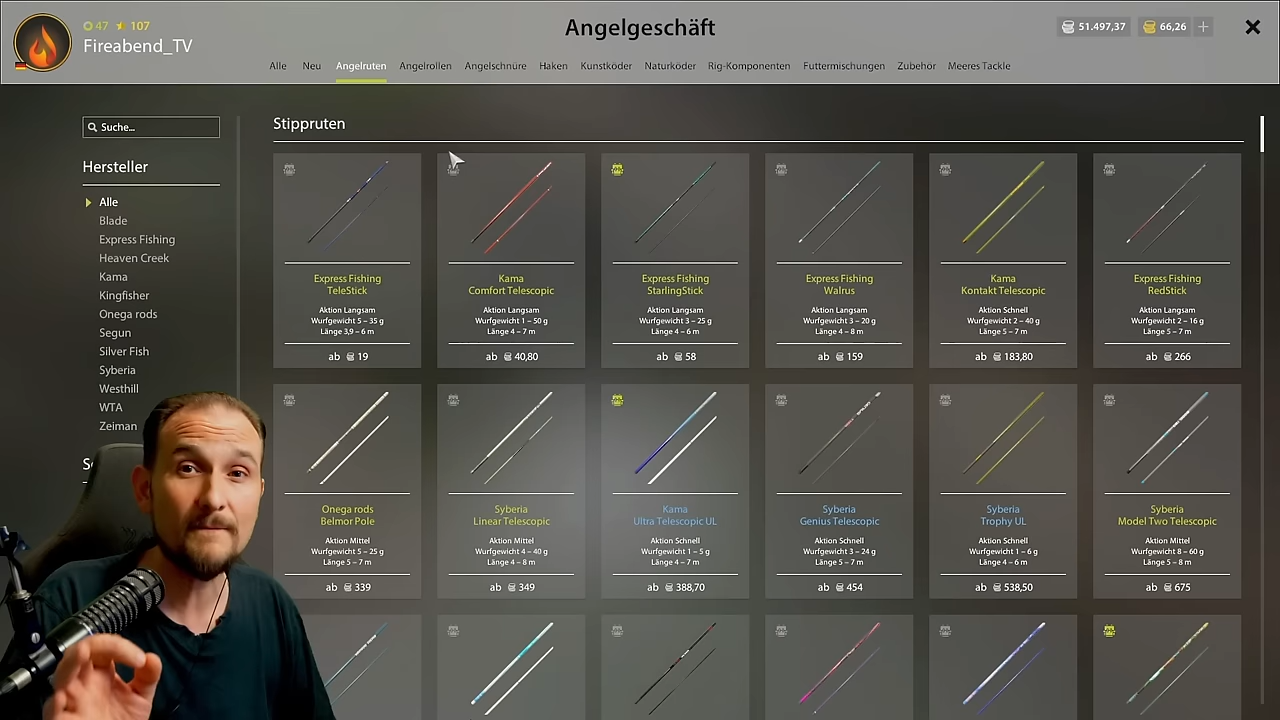 47 107
Fireabend_TV
Angelgeschäft
51.497,37
66,26 +
Alle Neu Angelruten Angelrollen Angelschnüre Haken Kunstköder Naturköder Rig-Komponenten Futtermischungen Zubehör Meeres Tackle
Suche...
Hersteller
Alle
Blade
Express Fishing
Heaven Creek
Kama
Kingfisher
Onega rods
Segun
Silver Fish
Syberia
Westhill
WTA
Zeiman
Stippruten
Express Fishing
TeleStick
Aktion Langsam
Wurfgewicht 5 – 35 g
Länge 3,9 – 6 m
ab 19
Kama
Comfort Telescopic
Aktion Langsam
Wurfgewicht 1 – 50 g
Länge 4 – 7 m
ab 40,80
Express Fishing
StarlingStick
Aktion Langsam
Wurfgewicht 3 – 25 g
Länge 4 – 6 m
ab 58
Express Fishing
Walrus
Aktion Langsam
Wurfgewicht 3 – 20 g
Länge 4 – 8 m
ab 159
Kama
Kontakt Telescopic
Aktion Schnell
Wurfgewicht 2 – 40 g
Länge 5 – 7 m
ab 183,80
Express Fishing
RedStick
Aktion Langsam
Wurfgewicht 2 – 16 g
Länge 5 – 7 m
ab 266
Onega rods
Belmor Pole
Aktion Mittel
Wurfgewicht 5 – 25 g
Länge 5 – 7 m
ab 339
Syberia
Linear Telescopic
Aktion Mittel
Wurfgewicht 4 – 40 g
Länge 4 – 8 m
ab 349
Kama
Ultra Telescopic UL
Aktion Schnell
Wurfgewicht 1 – 5 g
Länge 4 – 7 m
ab 388,70
Syberia
Genius Telescopic
Aktion Schnell
Wurfgewicht 3 – 24 g
Länge 5 – 7 m
ab 454
Syberia
Trophy UL
Aktion Schnell
Wurfgewicht 1 – 6 g
Länge 4 – 6 m
ab 538,50
Syberia
Model Two Telescopic
Aktion Mittel
Wurfgewicht 8 – 60 g
Länge 5 – 8 m
ab 675